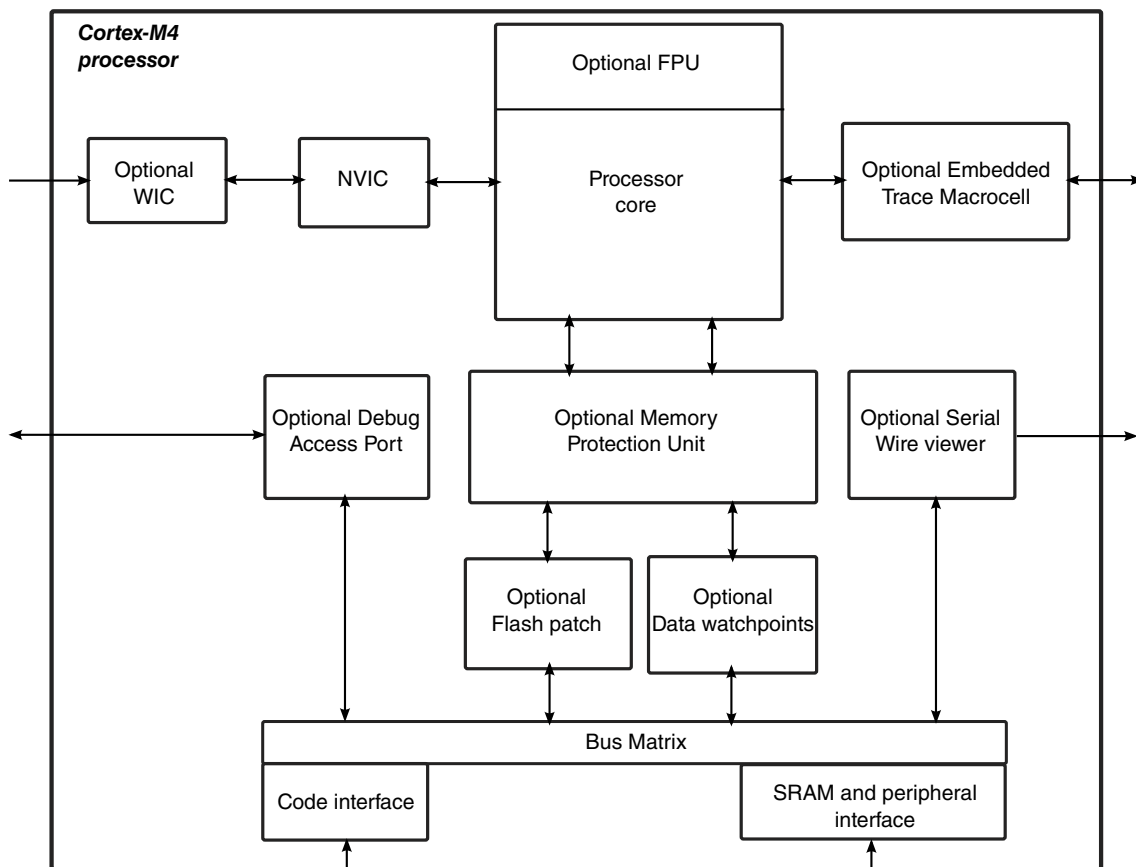 Cortex-M4
processor
Optional FPU
Optional
WIC
NVIC
Processor
core
Optional Embedded
Trace Macrocell
Optional Debug
Access Port
Optional Memory
Protection Unit
Optional Serial
Wire viewer
Optional
Flash patch
Optional
Data watchpoints
Bus Matrix
Code interface
SRAM and peripheral
interface